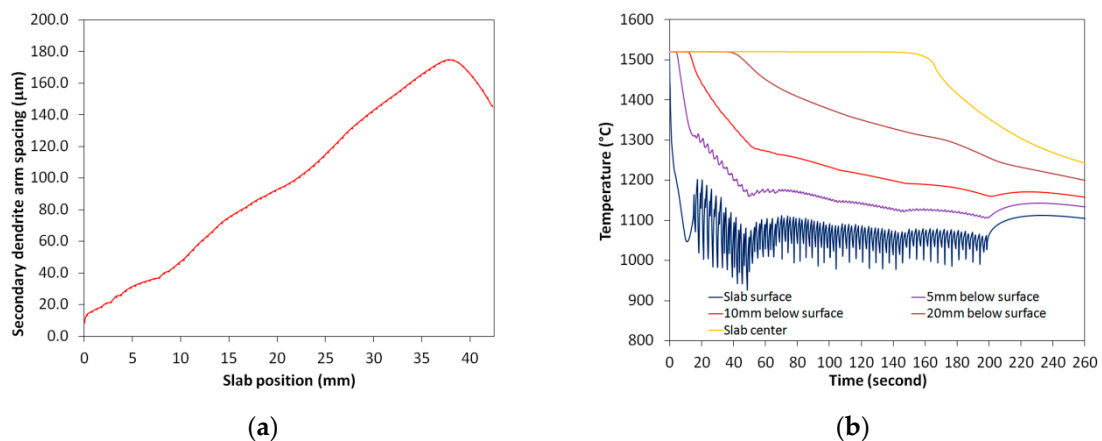 200.0
180.0
160.0
140.0
120.0
100.0
80.0
60.0
40.0
20.0
0.0
Secondary dendrite arm spacing (μm)
0 5 10 15 20 25 30 35 40
Slab position (mm)
(a)
1600
1500
1400
1300
1200
1100
1000
900
800
Temperature (°C)
Slab surface 5mm below surface
10mm below surface 20mm below surface
Slab center
0 20 40 60 80 100 120 140 160 180 200 220 240 260
Time (second)
(b)